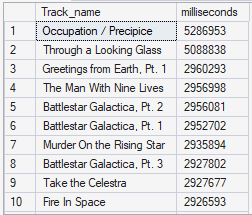 Track_name milliseconds
1 Occupation / Precipice 5286953
2 Through a Looking Glass 5088838
3 Greetings from Earth, Pt. 1 2960293
4 The Man With Nine Lives 2956998
5 Battlestar Galactica, Pt. 2 2956081
6 Battlestar Galactica, Pt. 1 2952702
7 Murder On the Rising Star 2935894
8 Battlestar Galactica, Pt. 3 2927802
9 Take the Celestra 2927677
10 Fire In Space 2926593